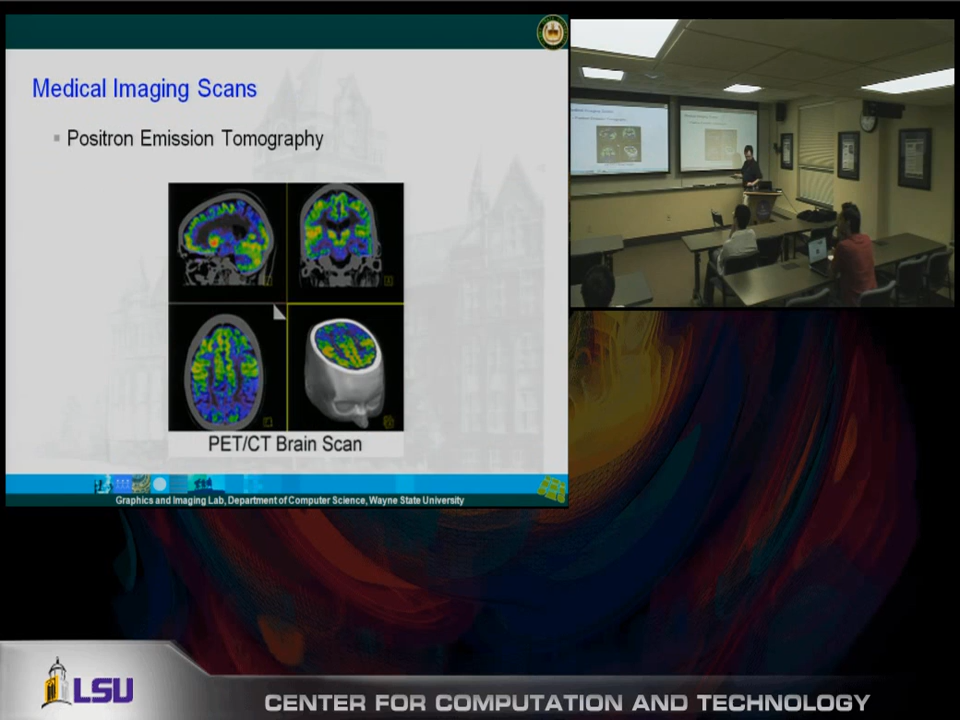 Medical Imaging Scans
Positron Emission Tomography
PET/CT Brain Scan
Graphics and Imaging Lab, Department of Computer Science, Wayne State University
LSU
CENTER FOR COMPUTATION AND TECHNOLOGY